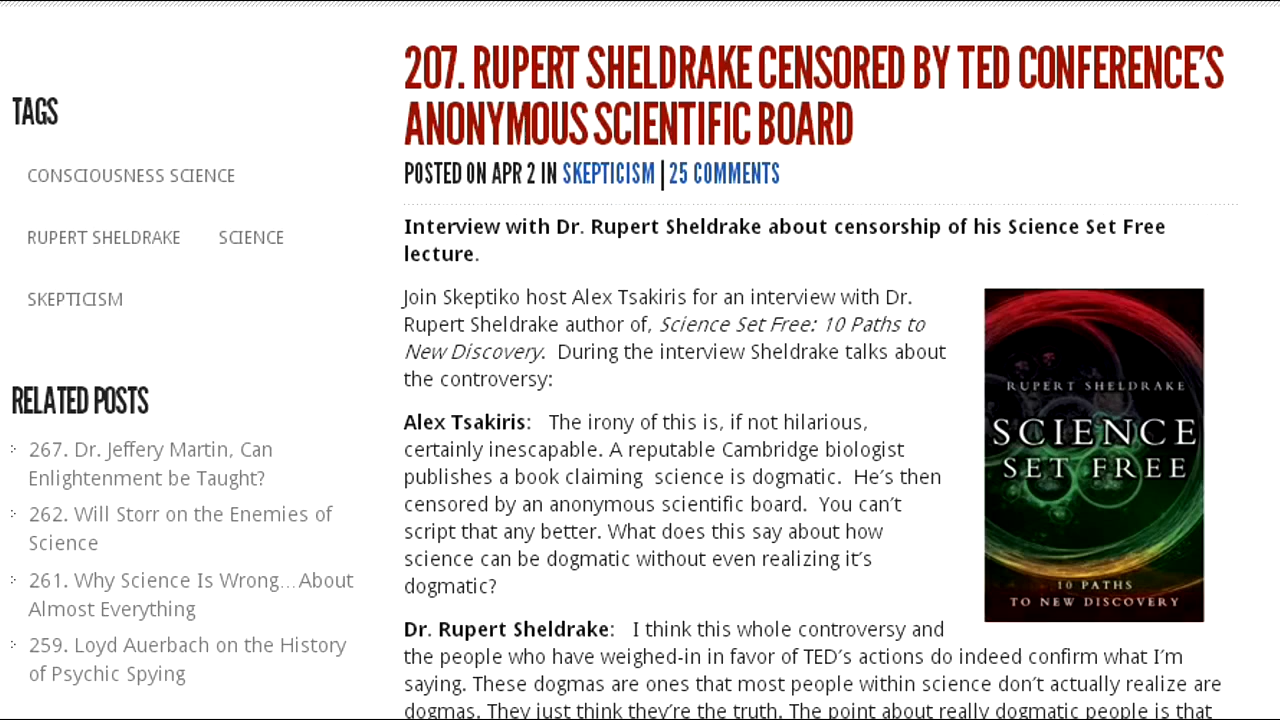 TAGS
CONSCIOUSNESS SCIENCE
RUPERT SHELDRAKE SCIENCE
SKEPTICISM
RELATED POSTS
267. Dr. Jeffery Martin, Can
Enlightenment be Taught?
262. Will Storr on the Enemies of
Science
261. Why Science Is Wrong…About
Almost Everything
259. Loyd Auerbach on the History
of Psychic Spying
207. RUPERT SHELDRAKE CENSORED BY TED CONFERENCE’S
ANONYMOUS SCIENTIFIC BOARD
POSTED ON APR 2 IN SKEPTICISM | 25 COMMENTS
Interview with Dr. Rupert Sheldrake about censorship of his Science Set Free
lecture.
Join Skeptiko host Alex Tsakiris for an interview with Dr.
Rupert Sheldrake author of, Science Set Free: 10 Paths to
New Discovery. During the interview Sheldrake talks about
the controversy:
Alex Tsakiris: The irony of this is, if not hilarious,
certainly inescapable. A reputable Cambridge biologist
publishes a book claiming science is dogmatic. He’s then
censored by an anonymous scientific board. You can’t
script that any better. What does this say about how
science can be dogmatic without even realizing it’s
dogmatic?
Dr. Rupert Sheldrake: I think this whole controversy and
the people who have weighed-in in favor of TED’s actions do indeed confirm what I’m
saying. These dogmas are ones that most people within science don’t actually realize are
dogmas. They just think they’re the truth. The point about really dogmatic people is that
RUPERT SHELDRAKE
SCIENCE
SET FREE
10 PATHS
TO NEW DISCOVERY